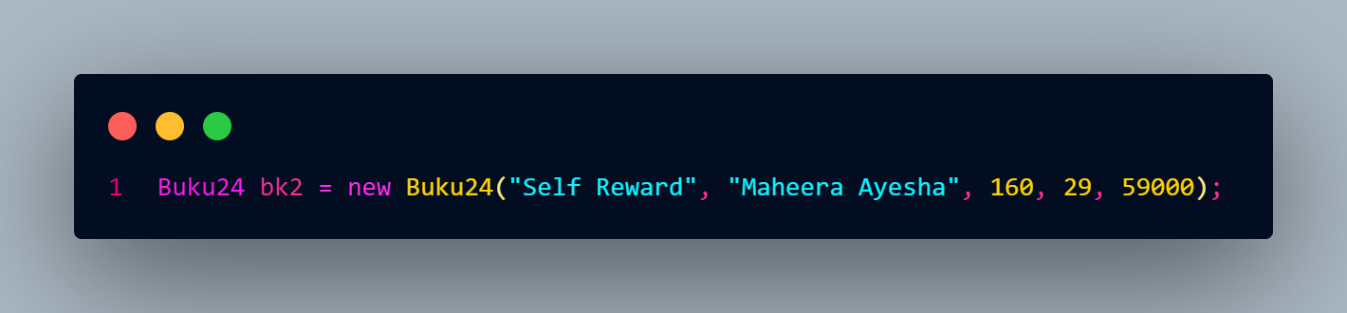 1 Buku24 bk2 = new Buku24("Self Reward", "Maheera Ayesha", 160, 29, 59000);